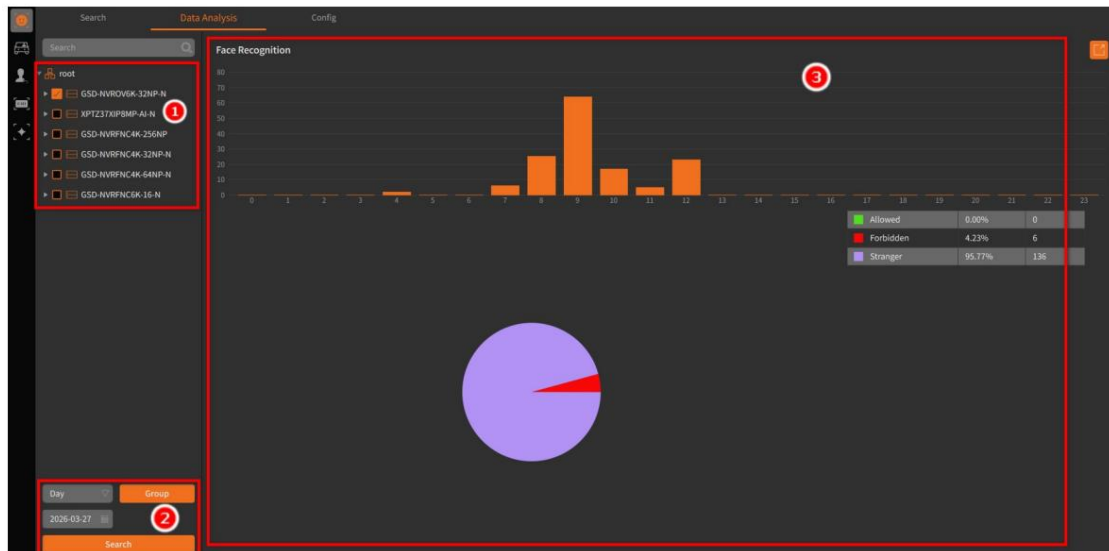 Search Data Analysis Config
Search
Face Recognition
root
GSD-NVROV6K-32NP-N
XPTZ37XIP8MP-AI-N
GSD-NVRFNC4K-256NP
GSD-NVRFNC4K-32NP-N
GSD-NVRFNC4K-64NP-N
GSD-NVRFNC6K-16-N
1
3
80
70
60
50
40
30
20
10
0
0 1 2 3 4 5 6 7 8 9 10 11 12 13 14 15 16 17 18 19 20 21 22 23
Allowed 0.00% 0
Forbidden 4.23% 6
Stranger 95.77% 136
Day Group
2026-03-27
2
Search